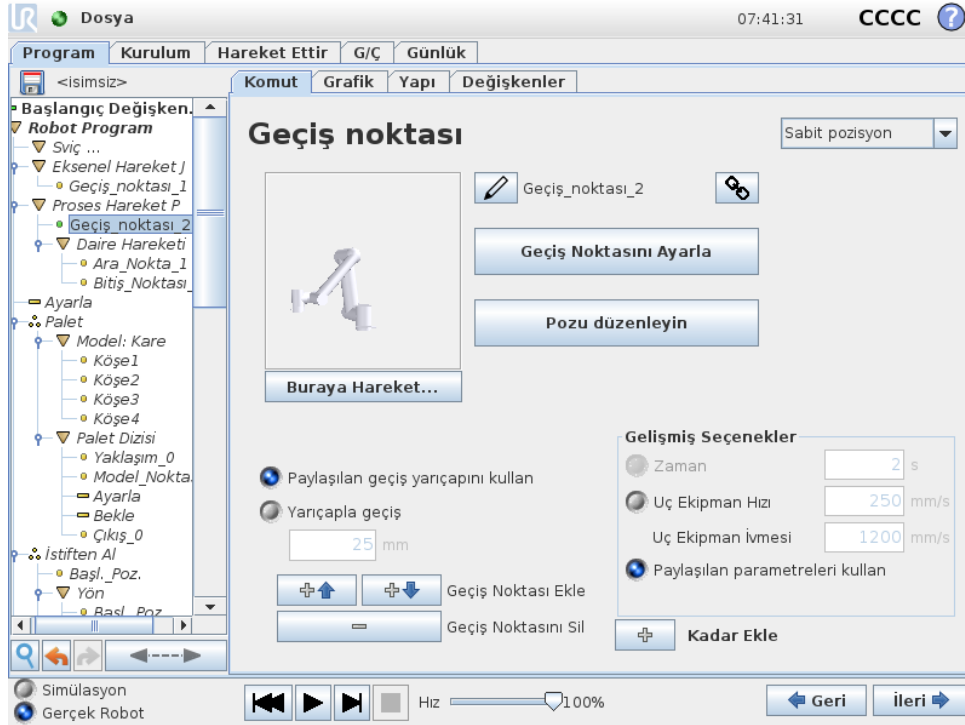 UR Dosya 07:41:31 CCCC ?
Program Kurulum Hareket Ettir G/Ç Günlük
<isimsiz>
Komut Grafik Yapı Değişkenler
Başlangıç Değişken.
Robot Program
Sviç ...
Eksenel Hareket J
Geçiş_noktası_1
Proses Hareket P
Geçiş_noktası_2
Daire Hareketi
Ara_Nokta_1
Bitiş_Noktası_
Ayarla
Palet
Model: Kare
Köşe1
Köşe2
Köşe3
Köşe4
Palet Dizisi
Yaklaşım_0
Model_Nokta
Ayarla
Bekle
Çıkış_0
İstiften Al
Başl._Poz.
Yön
Başl._Poz.
Geçiş noktası
Sabit pozisyon
Geçiş_noktası_2
Geçiş Noktasını Ayarla
Pozu düzenleyin
Buraya Hareket...
Paylaşılan geçiş yarıçapını kullan
Yarıçapla geçiş
25 mm
Geçiş Noktası Ekle
Geçiş Noktasını Sil
Gelişmiş Seçenekler
Zaman 2 s
Uç Ekipman Hızı 250 mm/s
Uç Ekipman İvmesi 1200 mm/s
Paylaşılan parametreleri kullan
Kadar Ekle
Simülasyon
Gerçek Robot
Hız 100%
Geri İleri